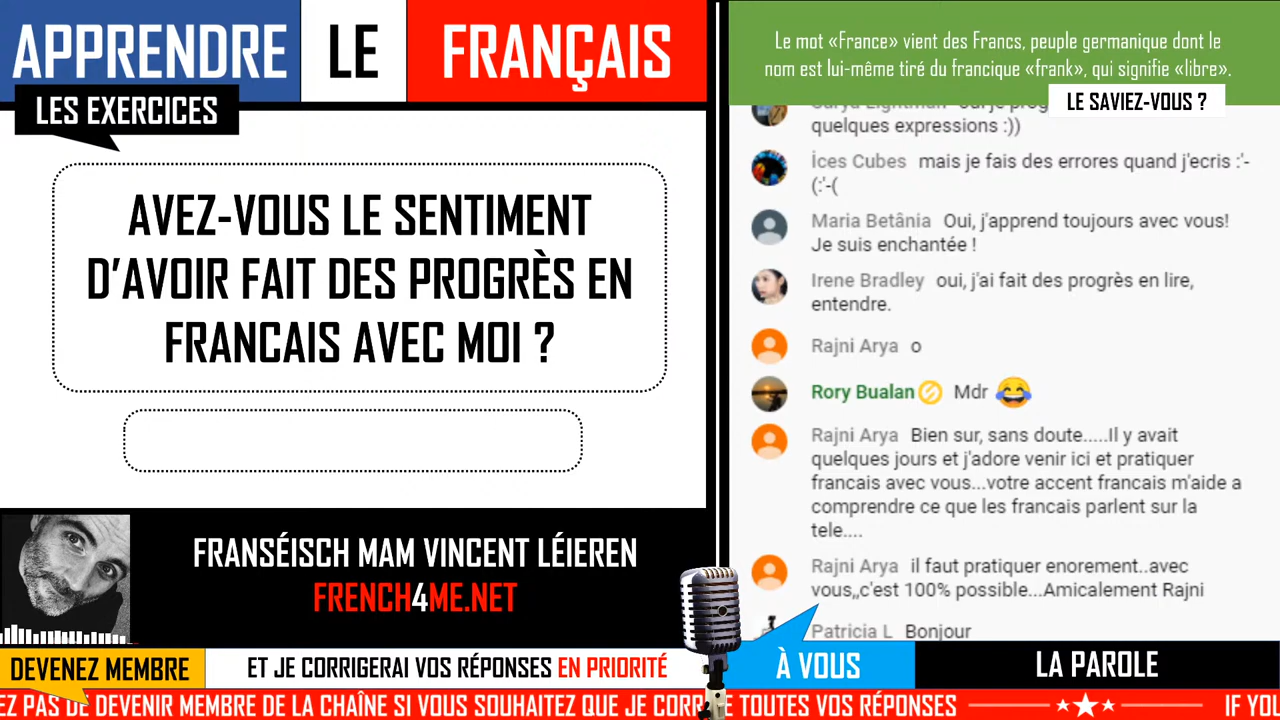 APPRENDRE LE FRANÇAIS
LES EXERCICES
AVEZ-VOUS LE SENTIMENT
D’AVOIR FAIT DES PROGRÈS EN
FRANCAIS AVEC MOI ?
FRANSÉISCH MAM VINCENT LÉIEREN
FRENCH4ME.NET
DEVENEZ MEMBRE
ET JE CORRIGERAI VOS RÉPONSES EN PRIORITÉ
Le mot «France» vient des Francs, peuple germanique dont le
nom est lui-même tiré du francique «frank», qui signifie «libre».
LE SAVIEZ-VOUS ?
quelques expressions :))
İces Cubes mais je fais des errores quand j'ecris :'-
(:'-(
Maria Betânia Oui, j'apprend toujours avec vous!
Je suis enchantée !
Irene Bradley oui, j'ai fait des progrès en lire,
entendre.
Rajni Arya o
Rory Bualan Mdr 😂
Rajni Arya Bien sur, sans doute.....Il y avait
quelques jours et j'adore venir ici et pratiquer
francais avec vous...votre accent francais m'aide a
comprendre ce que les francais parlent sur la
tele....
Rajni Arya il faut pratiquer enorement..avec
vous,,c'est 100% possible...Amicalement Rajni
Patricia L Bonjour
À VOUS
LA PAROLE
EZ PAS DE DEVENIR MEMBRE DE LA CHAÎNE SI VOUS SOUHAITEZ QUE JE CORR E TOUTES VOS RÉPONSES IF YOU